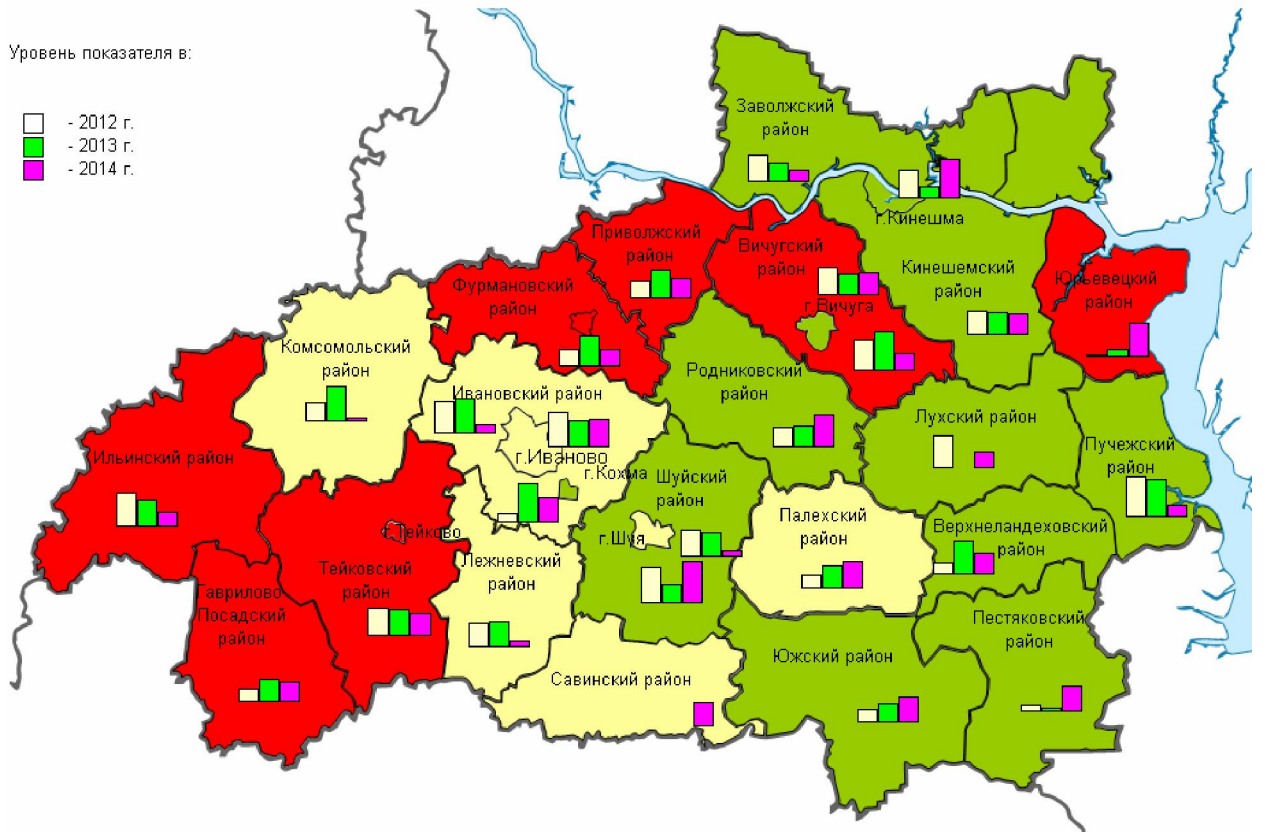 Уровень показателя в:
- 2012 г.
- 2013 г.
- 2014 г.
Заволжский
район
г.Кинешма
Приволжский
район
Вичугский
район
Кинешемский
район
Юрьевецкий
район
Фурмановский
район
г.Вичуга
Комсомольский
район
Ивановский район
Родниковский
район
Лухский район
Пучежский
район
Ильинский район
г.Иваново
г.Кохма
Шуйский
район
Палехский
район
Верхнеландеховский
район
г.Тейково
г.Шуя
Лежневский
район
Тейковский
район
Гаврилово
Посадский
район
Пестяковский
район
Южский район
Савинский район